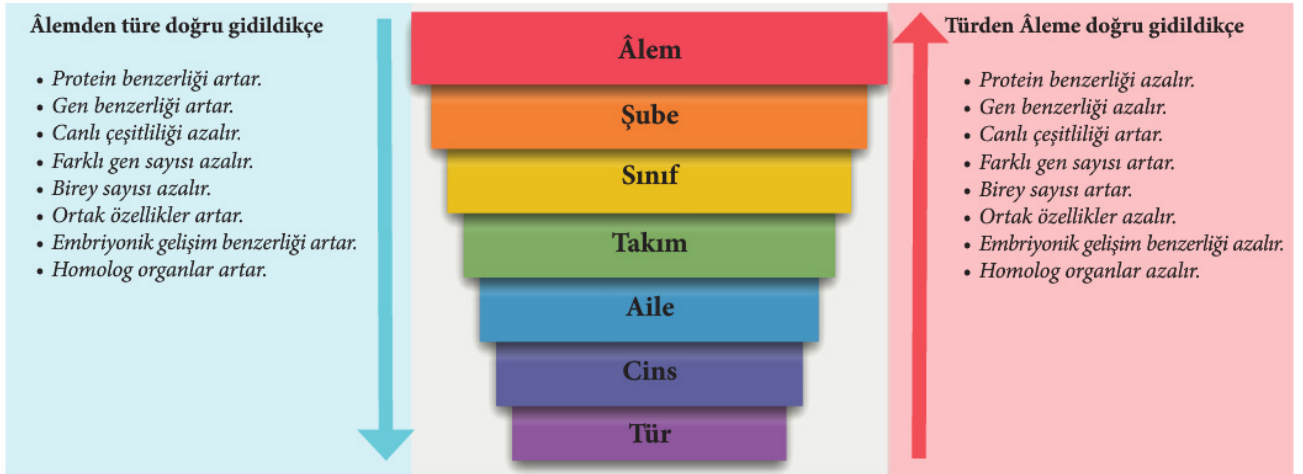 Âlemden türe doğru gidildikçe
• Protein benzerliği artar.
• Gen benzerliği artar.
• Canlı çeşitliliği azalır.
• Farklı gen sayısı azalır.
• Birey sayısı azalır.
• Ortak özellikler artar.
• Embriyonik gelişim benzerliği artar.
• Homolog organlar artar.
Âlem
Şube
Sınıf
Takım
Aile
Cins
Tür
Türden Âleme doğru gidildikçe
• Protein benzerliği azalır.
• Gen benzerliği azalır.
• Canlı çeşitliliği artar.
• Farklı gen sayısı artar.
• Birey sayısı artar.
• Ortak özellikler azalır.
• Embriyonik gelişim benzerliği azalır.
• Homolog organlar azalır.